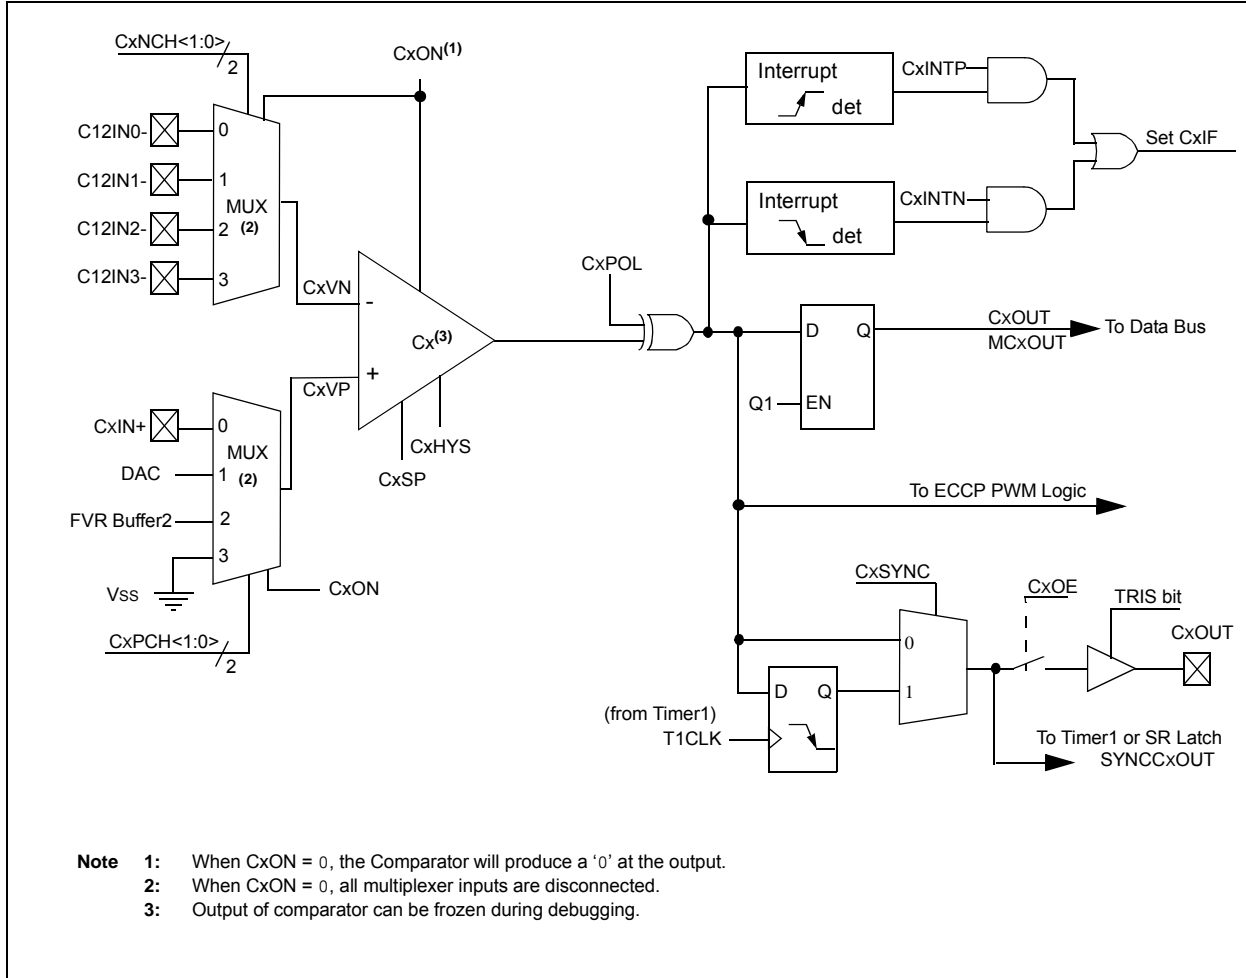 CxNCH<1:0>
2
CxON(1)
C12IN0-
0
C12IN1-
1
MUX
(2)
C12IN2-
2
C12IN3-
3
CxVN
-
Cx(3)
+
CxVP
CxHYS
CxSP
CxIN+
0
MUX
(2)
DAC
1
FVR Buffer2
2
3
Vss
CxON
CxPCH<1:0>
2
Interrupt
det
CxINTP
Set CxIF
Interrupt
det
CxINTN
CxPOL
D
Q
Q1
EN
CxOUT
MCxOUT
To Data Bus
To ECCP PWM Logic
CxSYNC
0
1
CxOE
TRIS bit
CxOUT
D
Q
(from Timer1)
T1CLK
To Timer1 or SR Latch
SYNCCxOUT
Note 1: When CxON = 0, the Comparator will produce a ‘0’ at the output.
2: When CxON = 0, all multiplexer inputs are disconnected.
3: Output of comparator can be frozen during debugging.